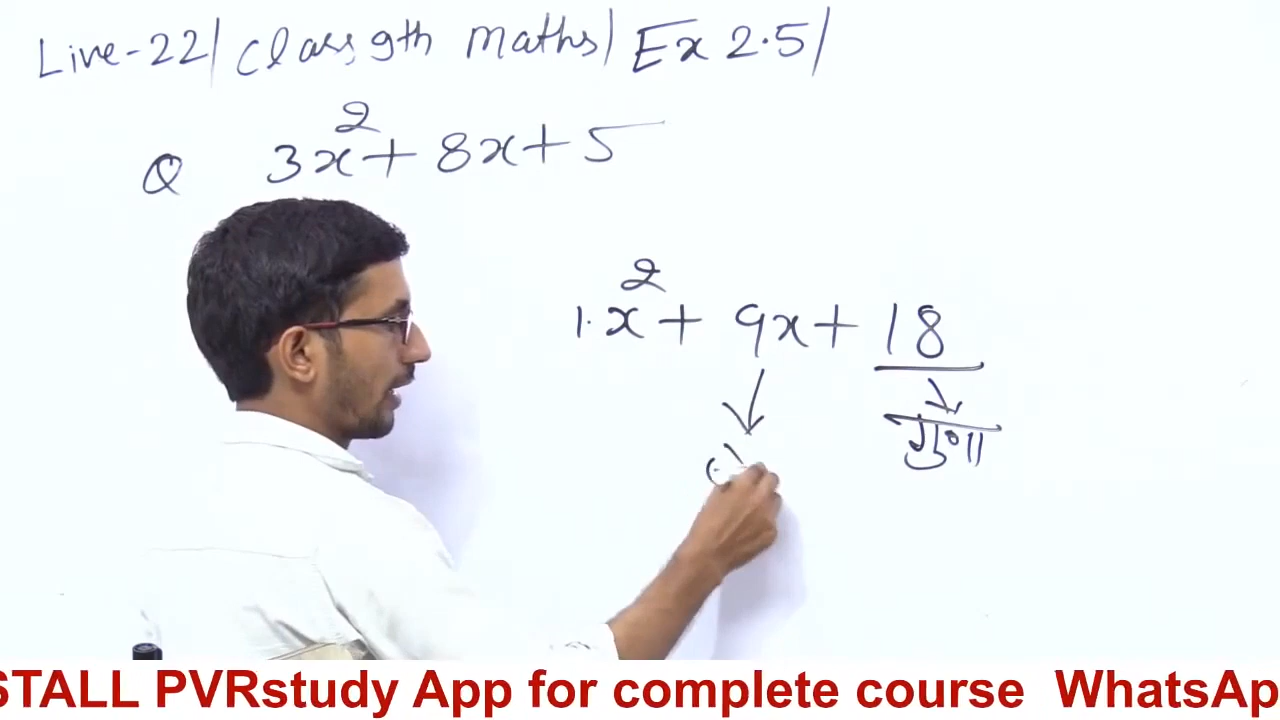 Live-22| Class 9th maths| Ex 2.5|
Q 3x² + 8x + 5
1·x² + 9x + 18
गुणा
STALL PVRstudy App for complete course WhatsAp